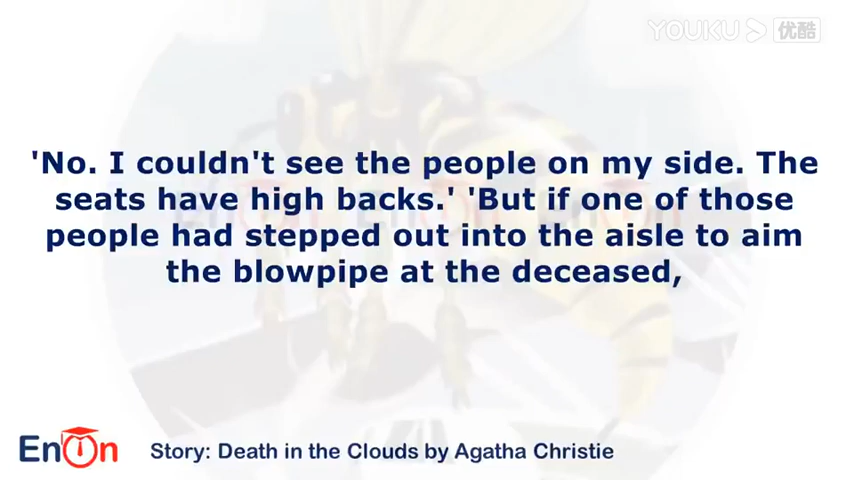 YOUKU 优酷
'No. I couldn't see the people on my side. The
seats have high backs.' 'But if one of those
people had stepped out into the aisle to aim
the blowpipe at the deceased,
EnOn
Story: Death in the Clouds by Agatha Christie